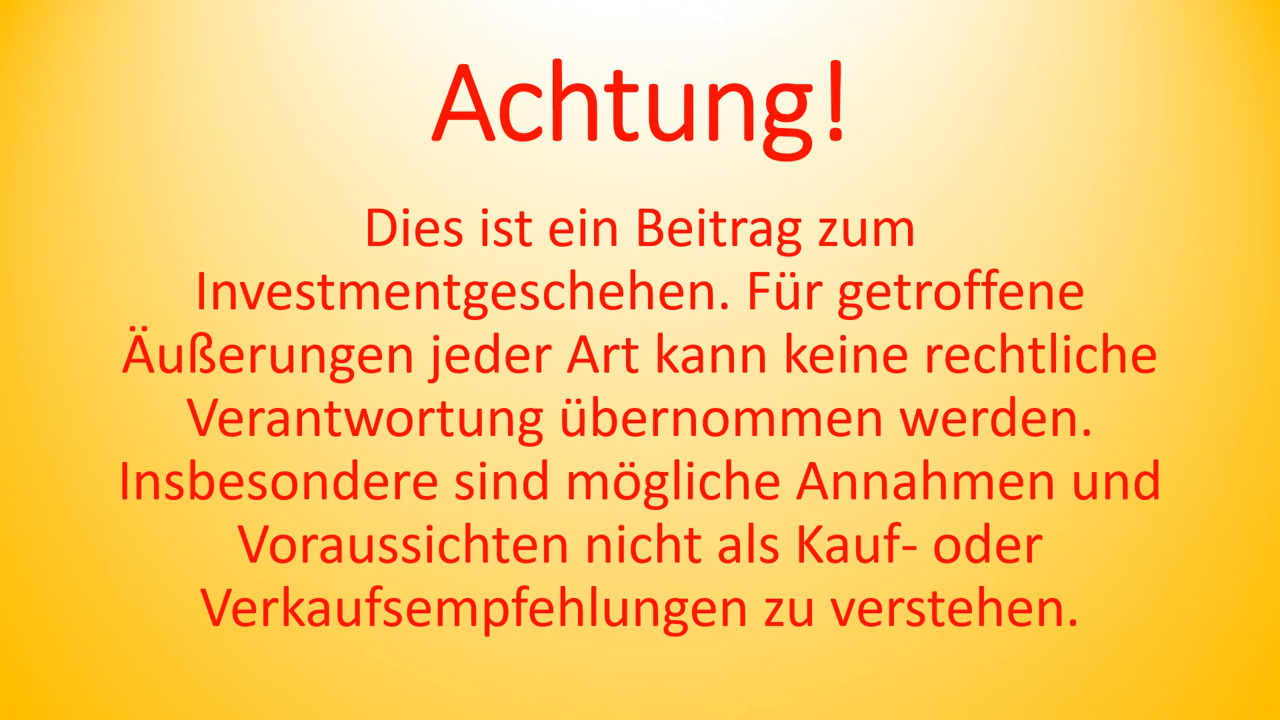 Achtung!
Dies ist ein Beitrag zum
Investmentgeschehen. Für getroffene
Äußerungen jeder Art kann keine rechtliche
Verantwortung übernommen werden.
Insbesondere sind mögliche Annahmen und
Voraussichten nicht als Kauf- oder
Verkaufsempfehlungen zu verstehen.